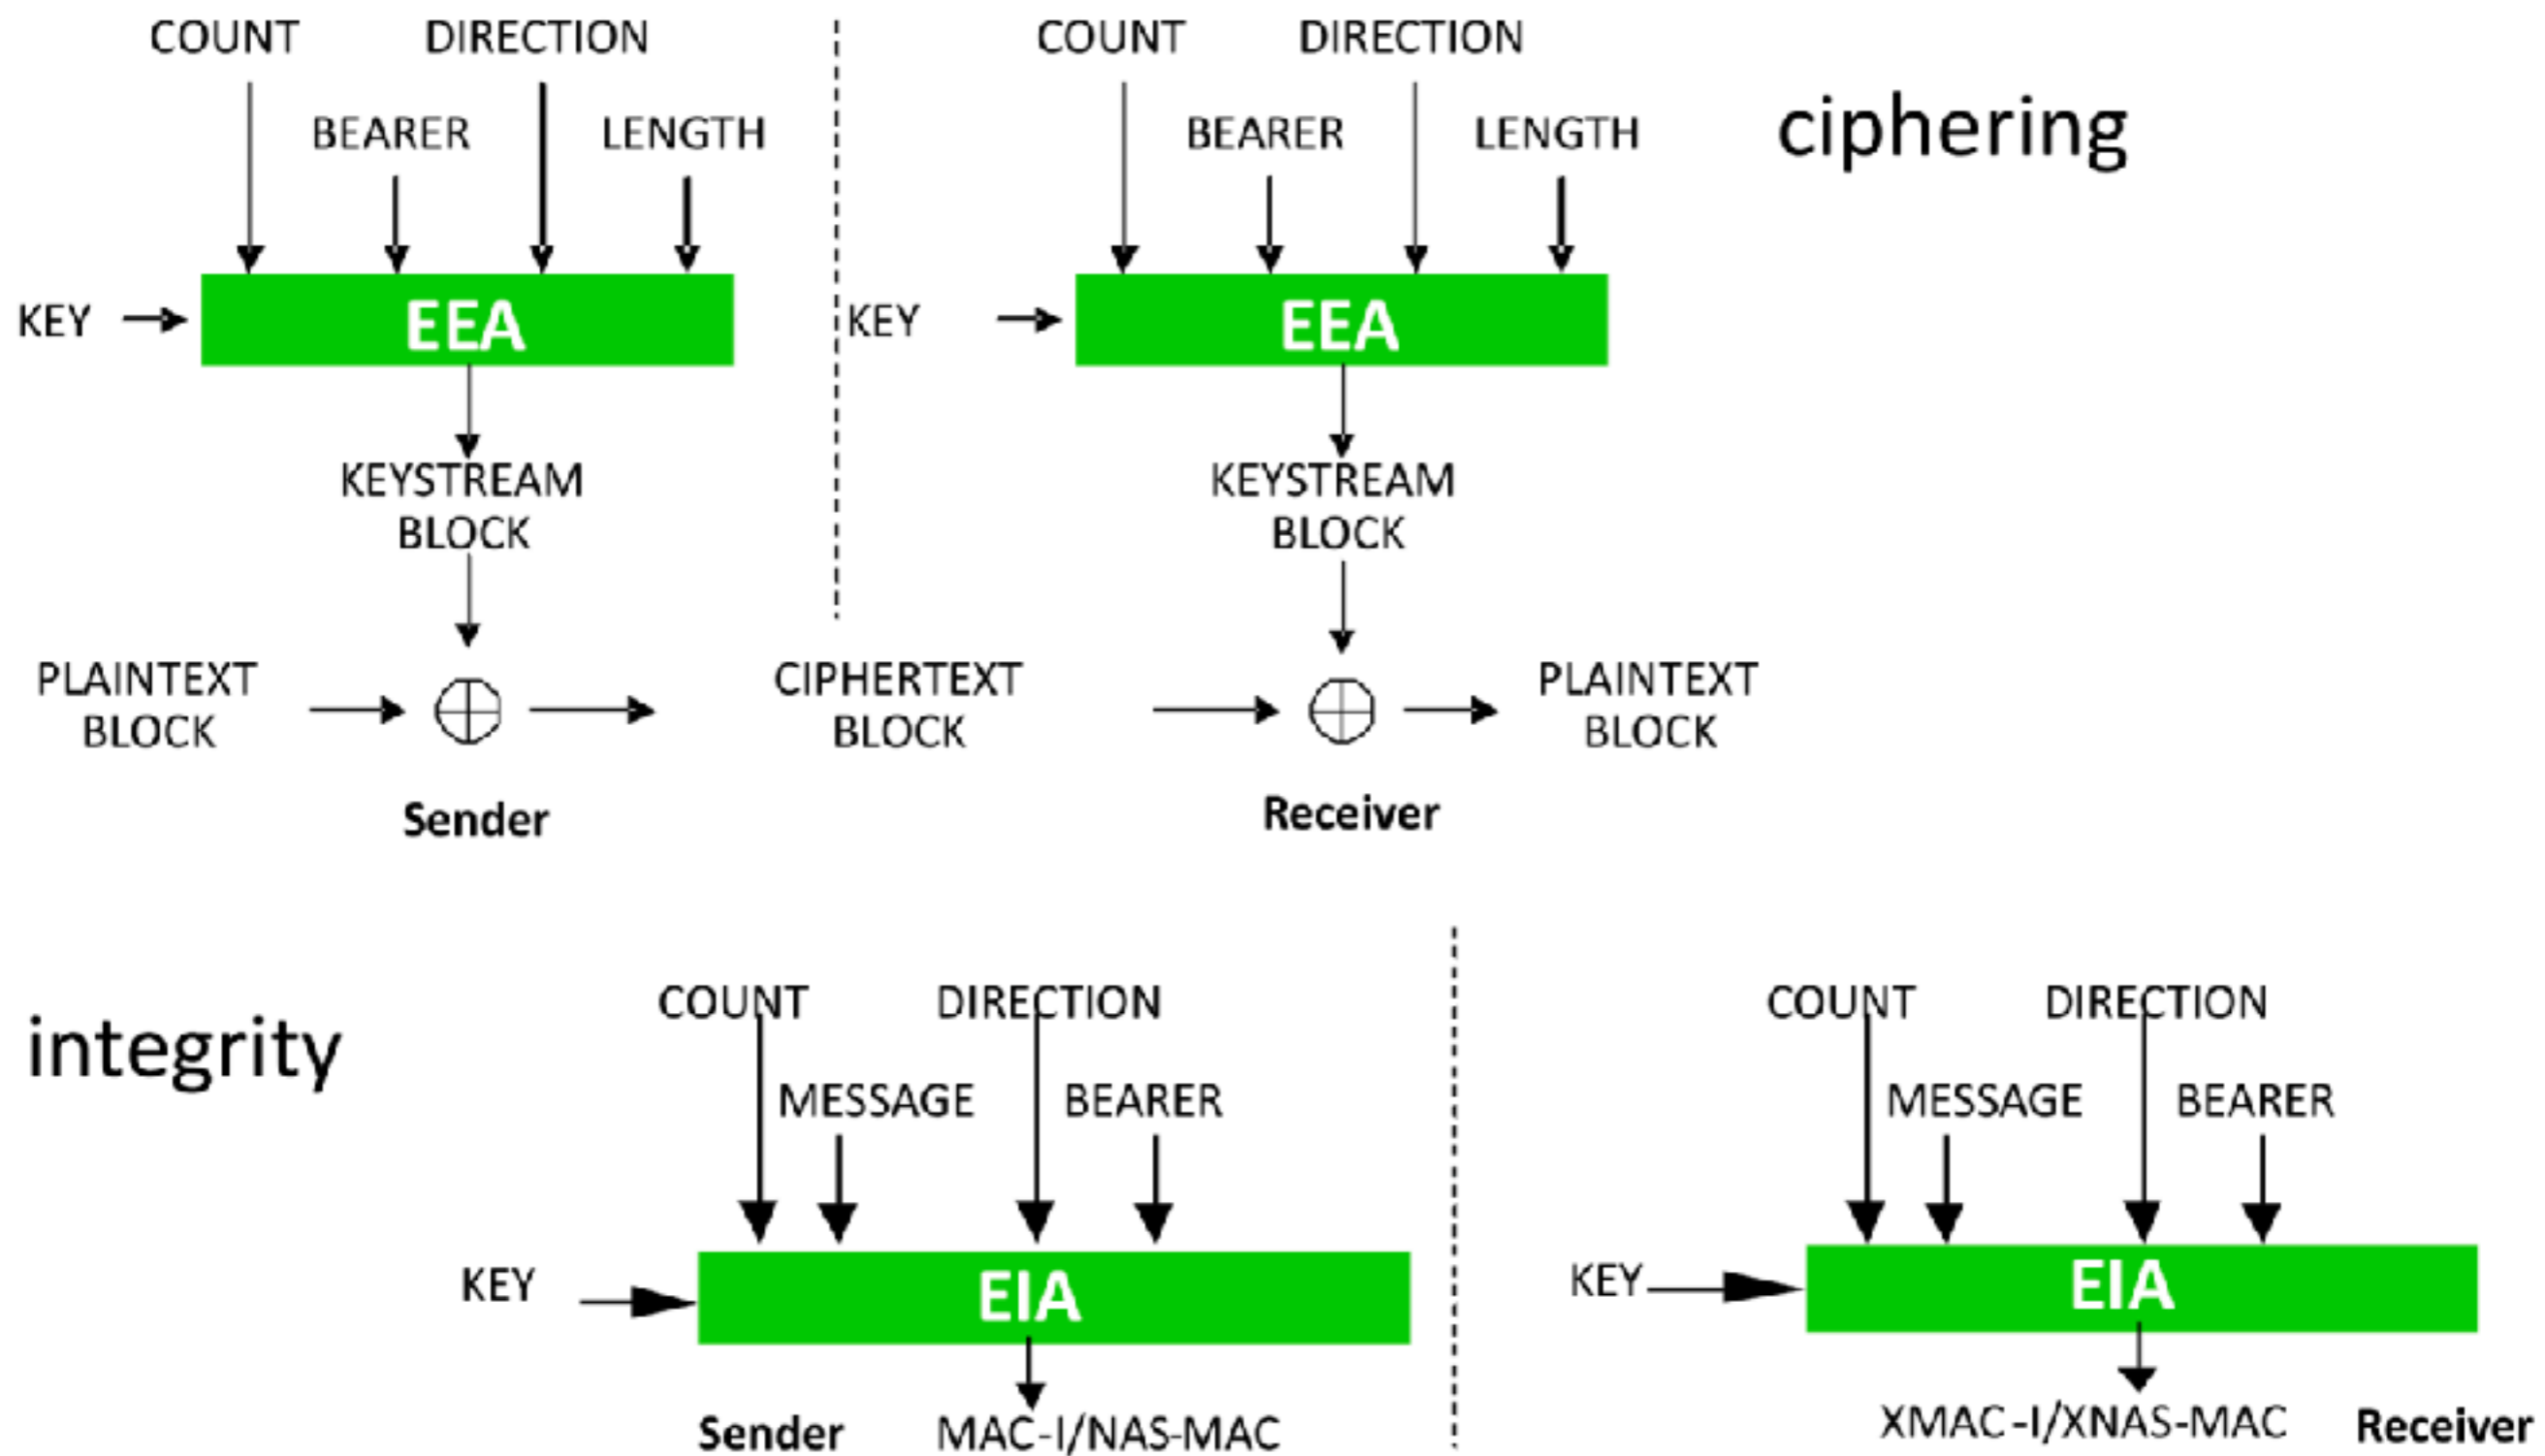 COUNT DIRECTION COUNT DIRECTION
BEARER LENGTH BEARER LENGTH ciphering
KEY EEA KEY EEA
KEYSTREAM KEYSTREAM
BLOCK BLOCK
PLAINTEXT CIPHERTEXT PLAINTEXT
BLOCK BLOCK BLOCK
Sender Receiver
COUNT DIRECTION COUNT DIRECTION
integrity
MESSAGE BEARER MESSAGE BEARER
KEY EIA KEY EIA
Sender MAC-I/NAS-MAC XMAC-I/XNAS-MAC Receiver